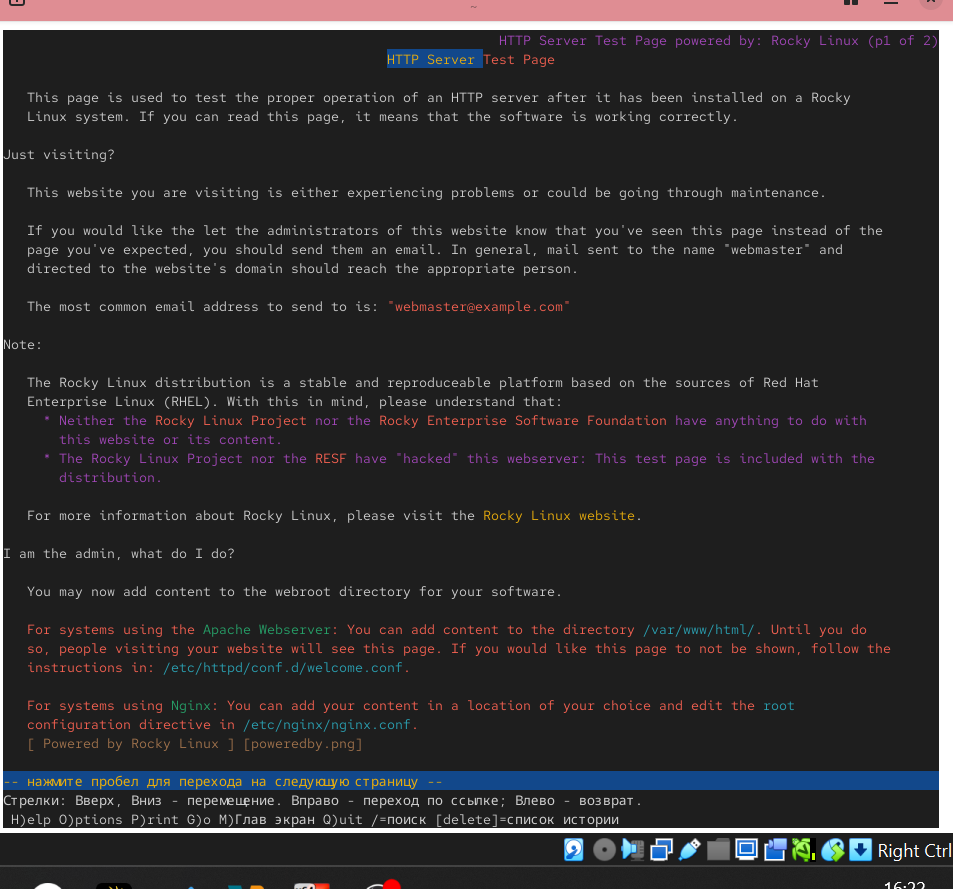 ~
HTTP Server Test Page powered by: Rocky Linux (p1 of 2)
HTTP Server Test Page
This page is used to test the proper operation of an HTTP server after it has been installed on a Rocky
Linux system. If you can read this page, it means that the software is working correctly.
Just visiting?
This website you are visiting is either experiencing problems or could be going through maintenance.
If you would like the let the administrators of this website know that you've seen this page instead of the
page you've expected, you should send them an email. In general, mail sent to the name "webmaster" and
directed to the website's domain should reach the appropriate person.
The most common email address to send to is: "webmaster@example.com"
Note:
The Rocky Linux distribution is a stable and reproduceable platform based on the sources of Red Hat
Enterprise Linux (RHEL). With this in mind, please understand that:
* Neither the Rocky Linux Project nor the Rocky Enterprise Software Foundation have anything to do with
this website or its content.
* The Rocky Linux Project nor the RESF have "hacked" this webserver: This test page is included with the
distribution.
For more information about Rocky Linux, please visit the Rocky Linux website.
I am the admin, what do I do?
You may now add content to the webroot directory for your software.
For systems using the Apache Webserver: You can add content to the directory /var/www/html/. Until you do
so, people visiting your website will see this page. If you would like this page to not be shown, follow the
instructions in: /etc/httpd/conf.d/welcome.conf.
For systems using Nginx: You can add your content in a location of your choice and edit the root
configuration directive in /etc/nginx/nginx.conf.
[ Powered by Rocky Linux ] [poweredby.png]
-- нажмите пробел для перехода на следующую страницу --
Стрелки: Вверх, Вниз - перемещение. Вправо - переход по ссылке; Влево - возврат.
H)elp O)ptions P)rint G)o M)Глав экран Q)uit /=поиск [delete]=список истории
Right Ctrl
16:22